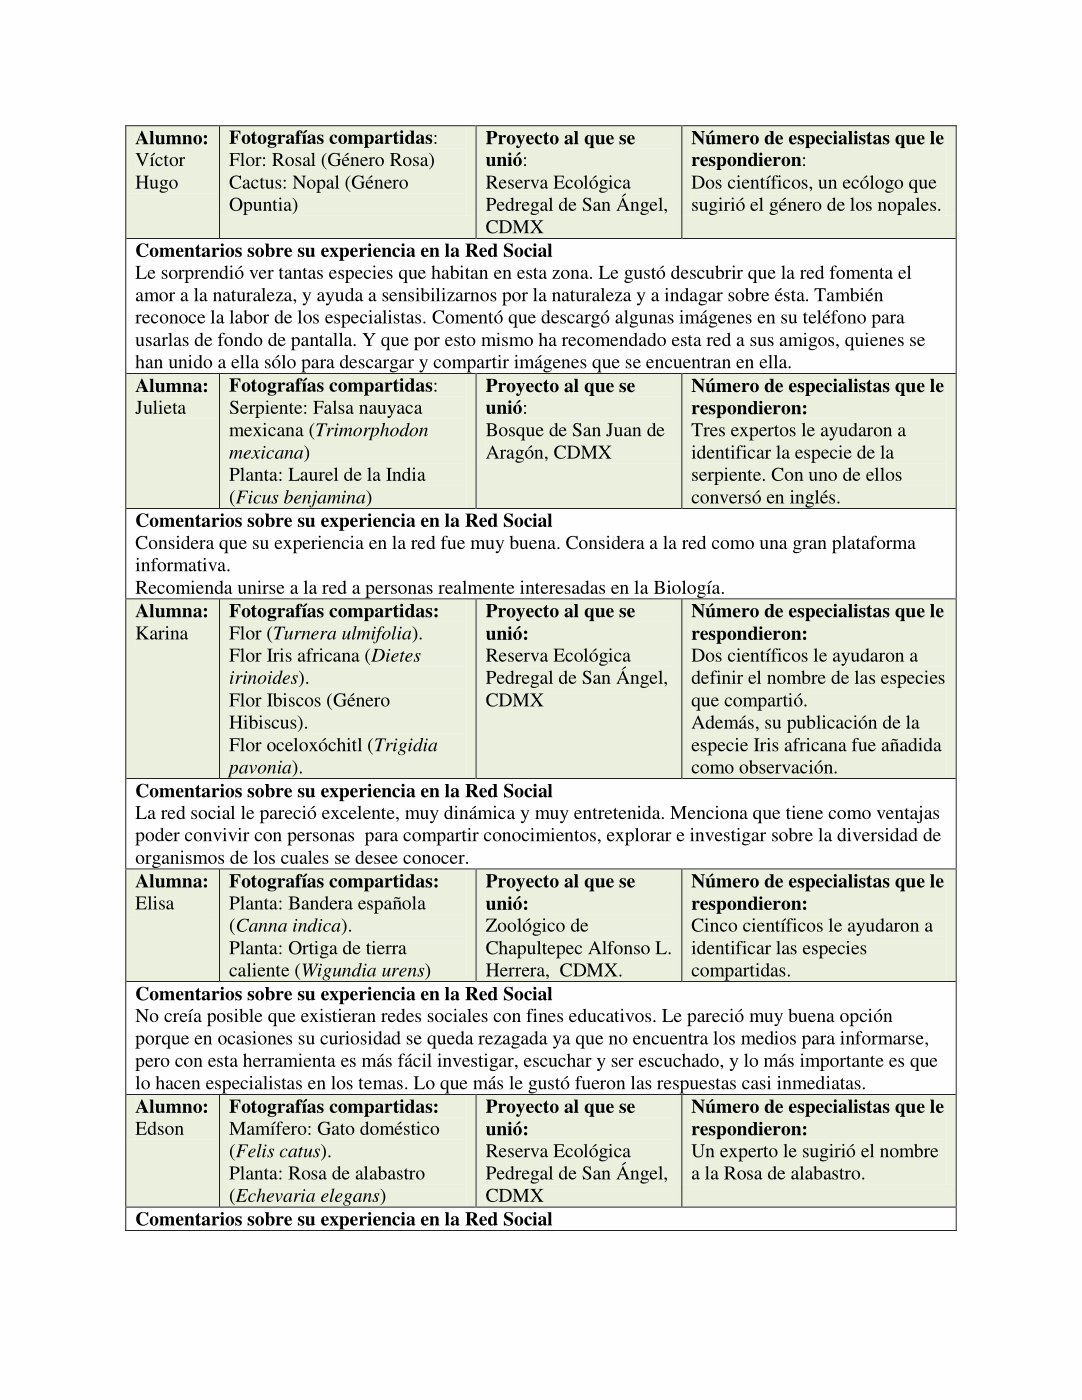 Alumno:
Víctor
Hugo
Fotografías compartidas:
Flor: Rosal (Género Rosa)
Cactus: Nopal (Género
Opuntia)
Proyecto al que se
unió:
Reserva Ecológica
Pedregal de San Ángel,
CDMX
Número de especialistas que le
respondieron:
Dos científicos, un ecólogo que
sugirió el género de los nopales.
Comentarios sobre su experiencia en la Red Social
Le sorprendió ver tantas especies que habitan en esta zona. Le gustó descubrir que la red fomenta el
amor a la naturaleza, y ayuda a sensibilizarnos por la naturaleza y a indagar sobre ésta. También
reconoce la labor de los especialistas. Comentó que descargó algunas imágenes en su teléfono para
usarlas de fondo de pantalla. Y que por esto mismo ha recomendado esta red a sus amigos, quienes se
han unido a ella sólo para descargar y compartir imágenes que se encuentran en ella.
Alumna:
Julieta
Fotografías compartidas:
Serpiente: Falsa nauyaca
mexicana (Trimorphodon
mexicana)
Planta: Laurel de la India
(Ficus benjamina)
Proyecto al que se
unió:
Bosque de San Juan de
Aragón, CDMX
Número de especialistas que le
respondieron:
Tres expertos le ayudaron a
identificar la especie de la
serpiente. Con uno de ellos
conversó en inglés.
Comentarios sobre su experiencia en la Red Social
Considera que su experiencia en la red fue muy buena. Considera a la red como una gran plataforma
informativa.
Recomienda unirse a la red a personas realmente interesadas en la Biología.
Alumna:
Karina
Fotografías compartidas:
Flor (Turnera ulmifolia).
Flor Iris africana (Dietes
irinoides).
Flor Ibiscos (Género
Hibiscus).
Flor oceloxóchitl (Trigidia
pavonia).
Proyecto al que se
unió:
Reserva Ecológica
Pedregal de San Ángel,
CDMX
Número de especialistas que le
respondieron:
Dos científicos le ayudaron a
definir el nombre de las especies
que compartió.
Además, su publicación de la
especie Iris africana fue añadida
como observación.
Comentarios sobre su experiencia en la Red Social
La red social le pareció excelente, muy dinámica y muy entretenida. Menciona que tiene como ventajas
poder convivir con personas  para compartir conocimientos, explorar e investigar sobre la diversidad de
organismos de los cuales se desee conocer.
Alumna:
Elisa
Fotografías compartidas:
Planta: Bandera española
(Canna indica).
Planta: Ortiga de tierra
caliente (Wigundia urens)
Proyecto al que se
unió:
Zoológico de
Chapultepec Alfonso L.
Herrera,  CDMX.
Número de especialistas que le
respondieron:
Cinco científicos le ayudaron a
identificar las especies
compartidas.
Comentarios sobre su experiencia en la Red Social
No creía posible que existieran redes sociales con fines educativos. Le pareció muy buena opción
porque en ocasiones su curiosidad se queda rezagada ya que no encuentra los medios para informarse,
pero con esta herramienta es más fácil investigar, escuchar y ser escuchado, y lo más importante es que
lo hacen especialistas en los temas. Lo que más le gustó fueron las respuestas casi inmediatas.
Alumno:
Edson
Fotografías compartidas:
Mamífero: Gato doméstico
(Felis catus).
Planta: Rosa de alabastro
(Echevaria elegans)
Proyecto al que se
unió:
Reserva Ecológica
Pedregal de San Ángel,
CDMX
Número de especialistas que le
respondieron:
Un experto le sugirió el nombre
a la Rosa de alabastro.
Comentarios sobre su experiencia en la Red Social